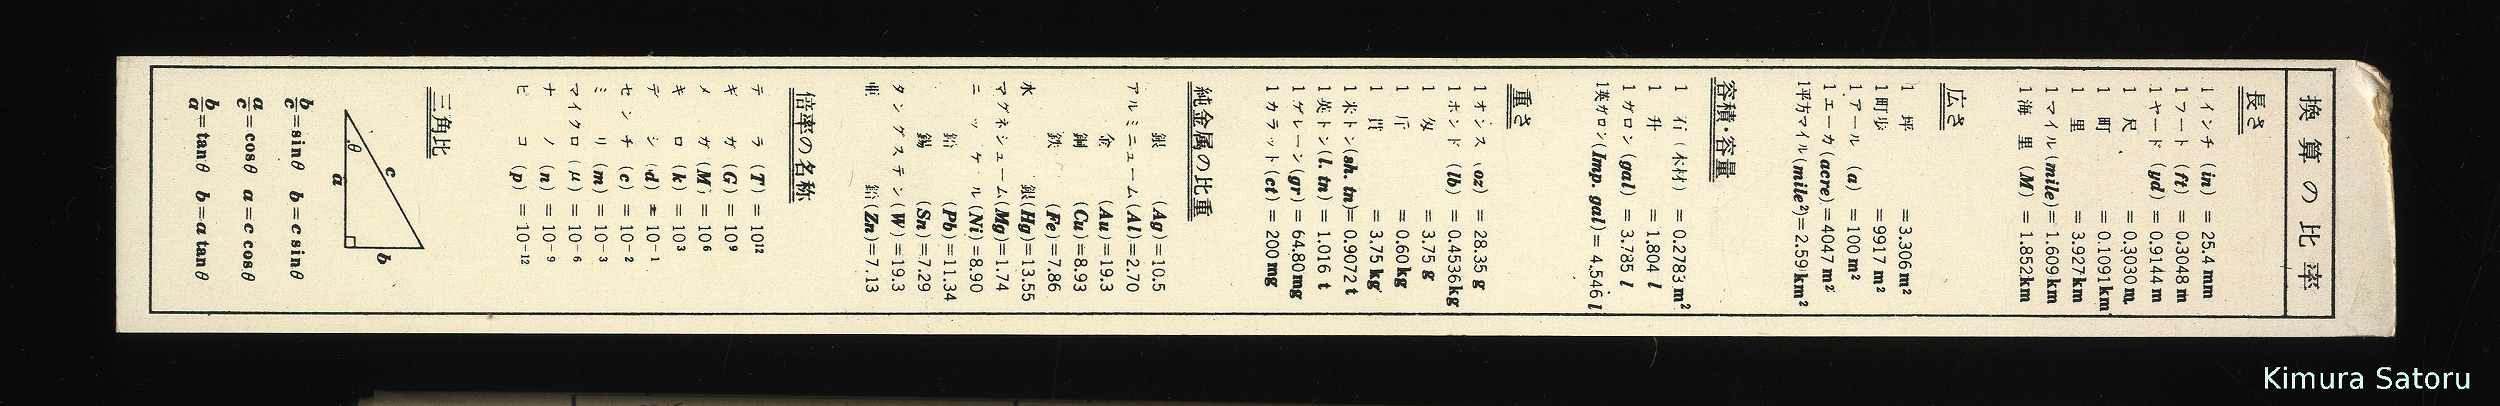 換算の比率
長さ
1インチ (in) = 25.4 mm
1フート (ft) = 0.3048 m
1ヤード (yd) = 0.9144 m
1 尺 = 0.3030 m
1 町 = 0.1091 km
1 里 = 3.927 km
1マイル (mile) = 1.609 km
1海 里 (M) = 1.852 km
広さ
1 坪 = 3.306 m²
1町歩 = 9917 m²
1アール (a) = 100 m²
1エーカ (acre) = 4047 m²
1平方マイル (mile²) = 2.59 km²
容積・容量
1 石 (木材) = 0.2783 m²
1 升 = 1.804 l
1ガロン (gal) = 3.785 l
1英ガロン (Imp. gal) = 4.546 l
重さ
1オンス (oz) = 28.35 g
1ポンド (lb) = 0.4536 kg
1 匁 = 3.75 g
1 斤 = 0.60 kg
1 貫 = 3.75 kg
1米トン (sh. tn) = 0.9072 t
1英トン (l. tn) = 1.016 t
1グレーン (gr) = 64.80 mg
1カラット (ct) = 200 mg
純金属の比重
銀 (Ag) = 10.5
アルミニューム (Al) = 2.70
金 (Au) = 19.3
銅 (Cu) = 8.93
鉄 (Fe) = 7.86
水 銀 (Hg) = 13.55
マグネシューム (Mg) = 1.74
ニッケル (Ni) = 8.90
鉛 (Pb) = 11.34
錫 (Sn) = 7.29
タングステン (W) = 19.3
亜 鉛 (Zn) = 7.13
倍率の名称
テ ラ (T) = 10¹²
ギ ガ (G) = 10⁹
メ ガ (M) = 10⁶
キ ロ (k) = 10³
デ シ (d) = 10⁻¹
センチ (c) = 10⁻²
ミ リ (m) = 10⁻³
マイクロ (μ) = 10⁻⁶
ナ ノ (n) = 10⁻⁹
ピ コ (p) = 10⁻¹²
三角比
c
θ
a
b
b/c = sin θ b = c sin θ
a/c = cos θ a = c cos θ
b/a = tan θ b = a tan θ
Kimura Satoru